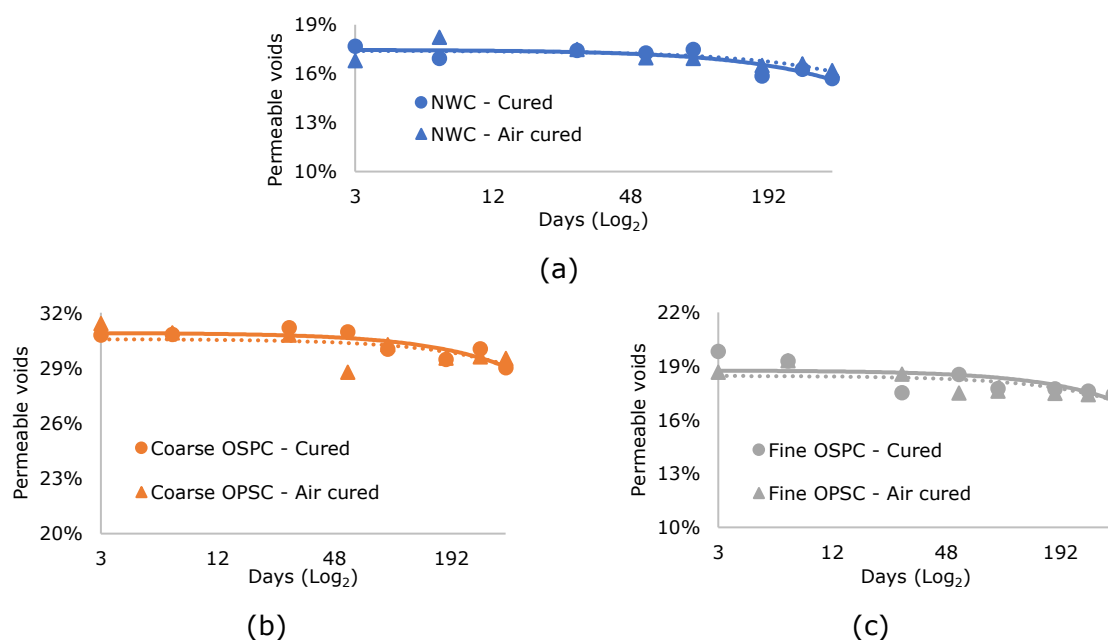 19%
16%
13%
10%
Permeable voids
NWC - Cured
NWC - Air cured
3 12 48 192
Days (Log₂)
(a)
32%
29%
26%
23%
20%
Permeable voids
Coarse OSPC - Cured
Coarse OPSC - Air cured
3 12 48 192
Days (Log₂)
(b)
22%
19%
16%
13%
10%
Permeable voids
Fine OSPC - Cured
Fine OPSC - Air cured
3 12 48 192
Days (Log₂)
(c)